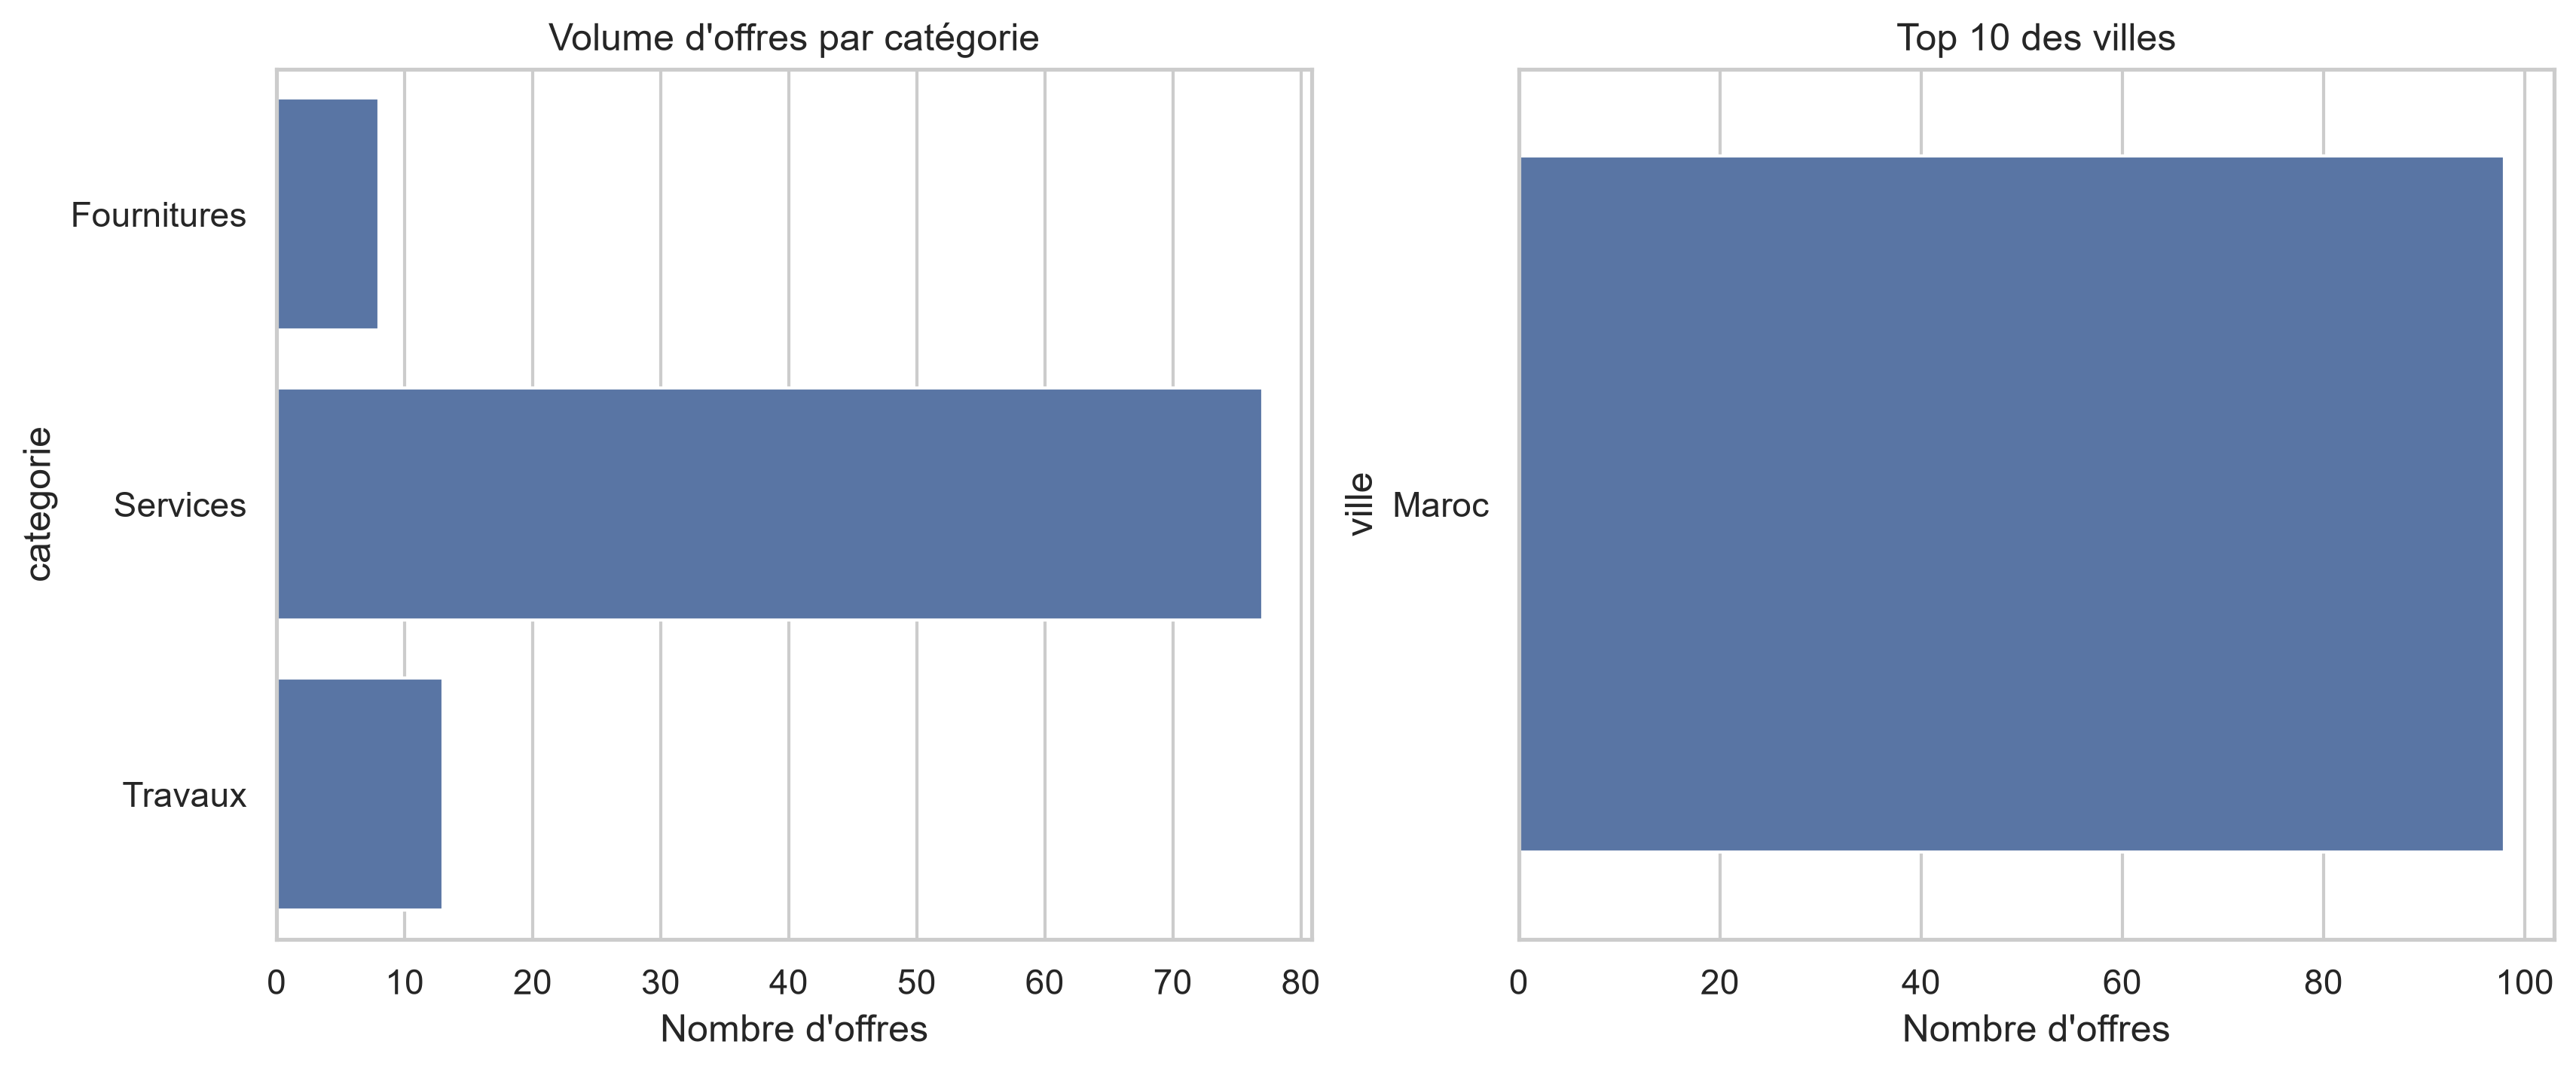 Volume d'offres par catégorie
categorie
Fournitures
Services
Travaux
0 10 20 30 40 50 60 70 80
Nombre d'offres
Top 10 des villes
ville
Maroc
0 20 40 60 80 100
Nombre d'offres